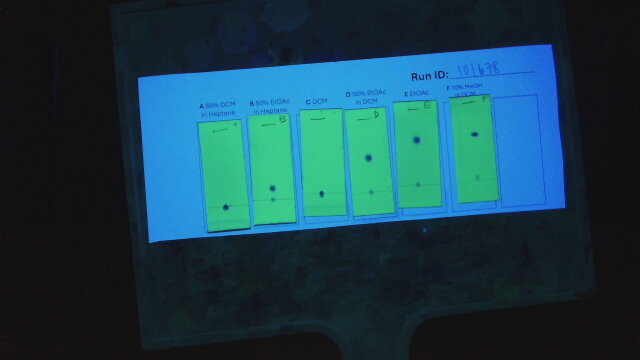 Run ID: 101678
A 50% DCM
in Heptane
B 50% EtOAc
in Heptane
C DCM
D 50% EtOAc
in DCM
E EtOAc
F 10% MeOH
in DCM
A
B
D
E
F